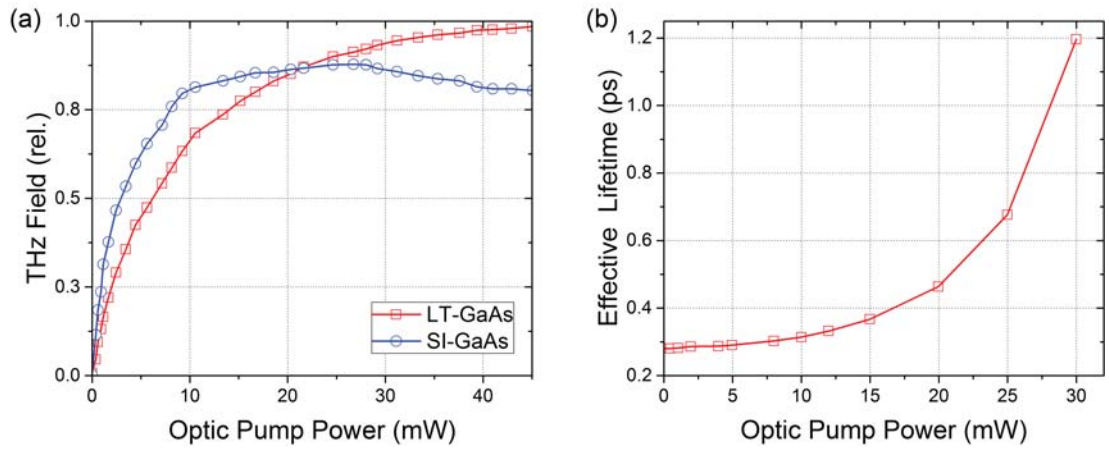 (a)
THz Field (rel.)
1.0
0.8
0.5
0.3
0.0
LT-GaAs
SI-GaAs
0 10 20 30 40
Optic Pump Power (mW)
(b)
Effective Lifetime (ps)
1.2
1.0
0.8
0.6
0.4
0.2
0 5 10 15 20 25 30
Optic Pump Power (mW)